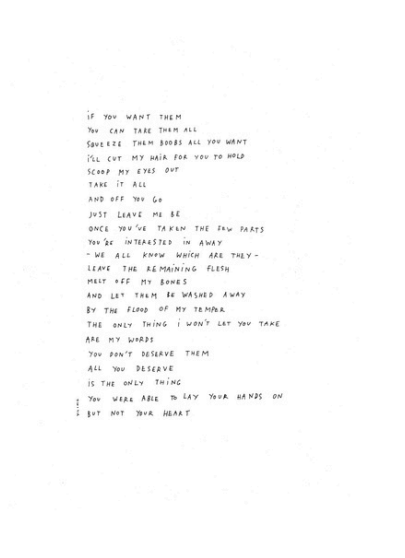 iF YOU WANT THEM
YOU CAN TAKE THEM ALL
SQUEEZE THEM BOOBS ALL YOU WANT
i'LL CUT MY HAIR FOR YOU TO HOLD
SCOOP MY EYES OUT
TAKE iT ALL
AND OFF YOU GO
JUST LEAVE ME BE
ONCE YOU'VE TAKEN THE FEW PARTS
YOU'RE iNTERESTED iN AWAY
- WE ALL KNOW WHICH ARE THEY -
LEAVE THE REMAINING FLESH
MELT OFF MY BONES
AND LET THEM BE WASHED AWAY
BY THE FLOOD OF MY TEMPER
THE ONLY THING i WON'T LET YOU TAKE
ARE MY WORDS
YOU DON'T DESERVE THEM
ALL YOU DESERVE
iS THE ONLY THiNG
YOU WERE ABLE TO LAY YOUR HANDS ON
BUT NOT YOUR HEART